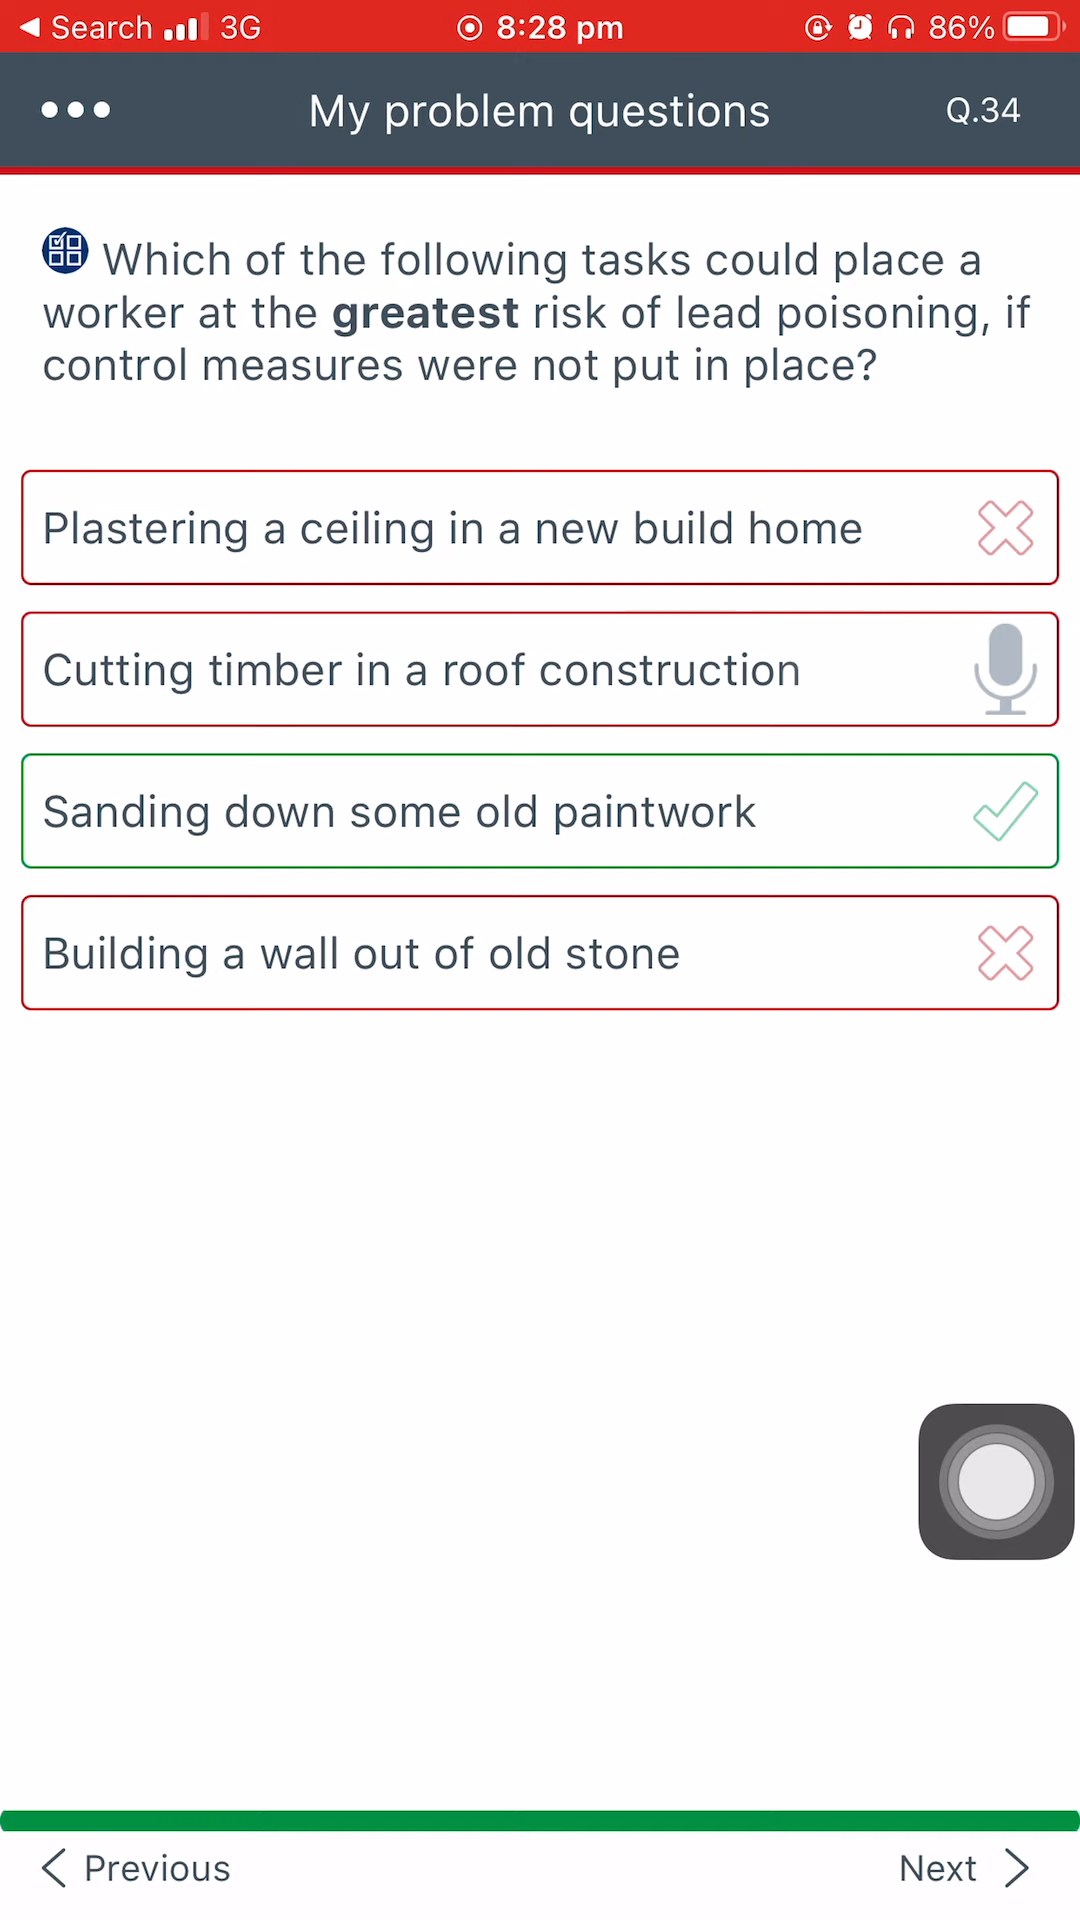 Search 3G 8:28 pm 86%
My problem questions Q.34
Which of the following tasks could place a
worker at the greatest risk of lead poisoning, if
control measures were not put in place?
Plastering a ceiling in a new build home
Cutting timber in a roof construction
Sanding down some old paintwork
Building a wall out of old stone
Previous Next